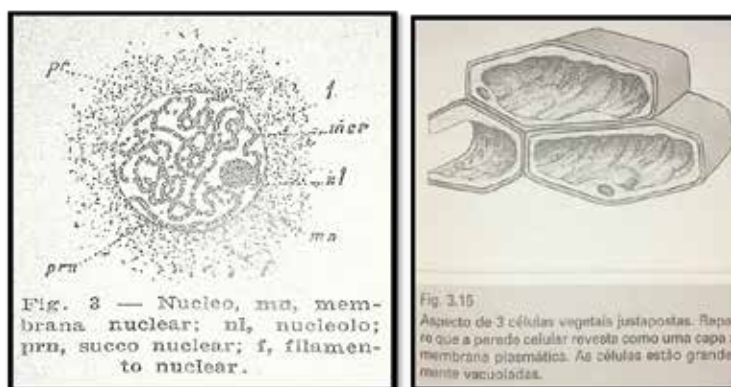 pr.
f.
ncr
nl
mn
prn
Fig. 3 — Nucleo, mn, mem-
brana nuclear; nl, nucleolo;
prn, succo nuclear; f, filamen-
to nuclear.
Fig. 3.15
Aspecto de 3 células vegetais justapostas. Repa-
re que a parede celular reveste como uma capa a
membrana plasmática. As células estão grande-
mente vacuoladas.